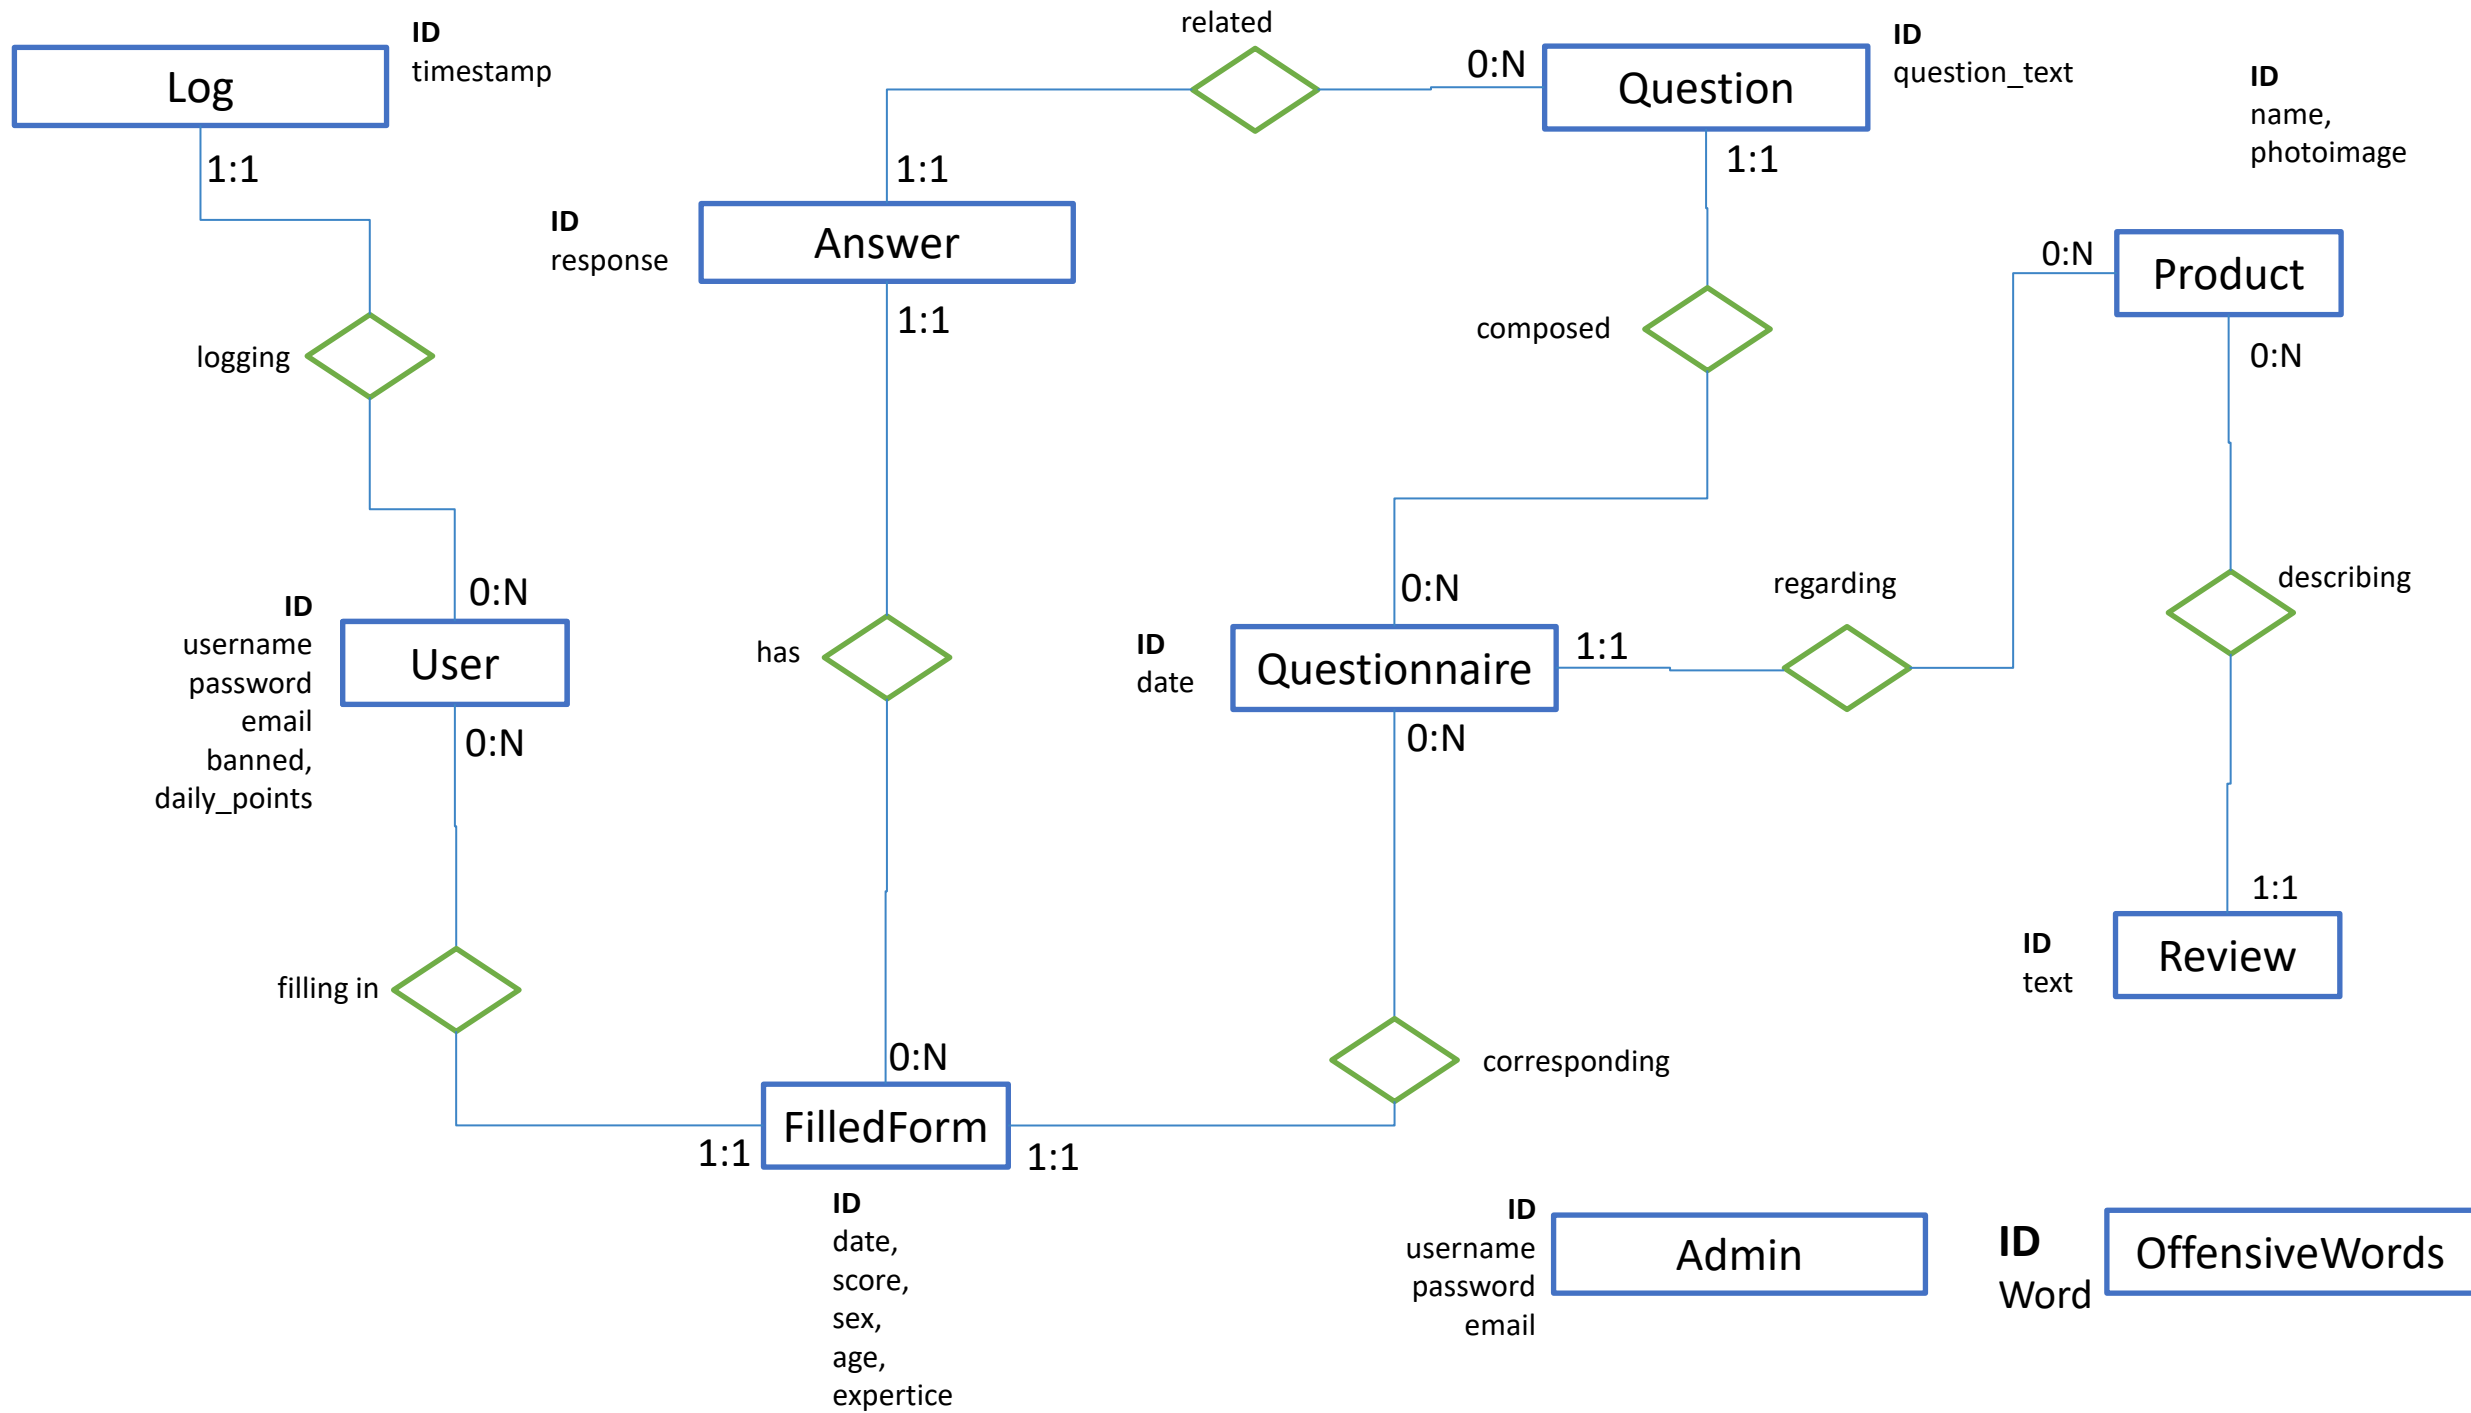 related
ID
timestamp
Log
0:N
Question
ID
question_text
ID
name,
photoimage
1:1
1:1
1:1
ID
response
Answer
1:1
0:N
Product
0:N
composed
logging
0:N
0:N
regarding
describing
ID
username
password
email
banned,
daily_points
User
0:N
has
ID
date
Questionnaire
1:1
0:N
1:1
ID
text
Review
filling in
0:N
corresponding
FilledForm
1:1
1:1
ID
date,
score,
sex,
age,
expertice
ID
username
password
email
Admin
ID
Word
OffensiveWords